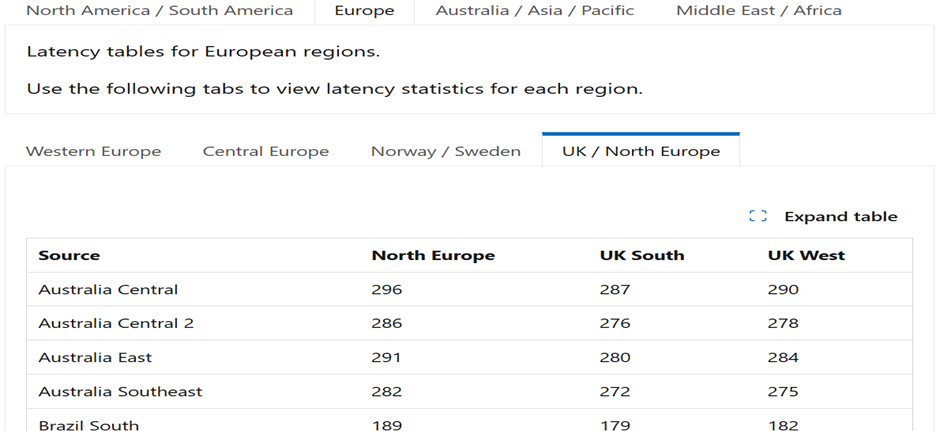 North America / South America Europe Australia / Asia / Pacific Middle East / Africa
Latency tables for European regions.
Use the following tabs to view latency statistics for each region.
Western Europe Central Europe Norway / Sweden UK / North Europe
Expand table
Source North Europe UK South UK West
Australia Central 296 287 290
Australia Central 2 286 276 278
Australia East 291 280 284
Australia Southeast 282 272 275
Brazil South 189 179 182